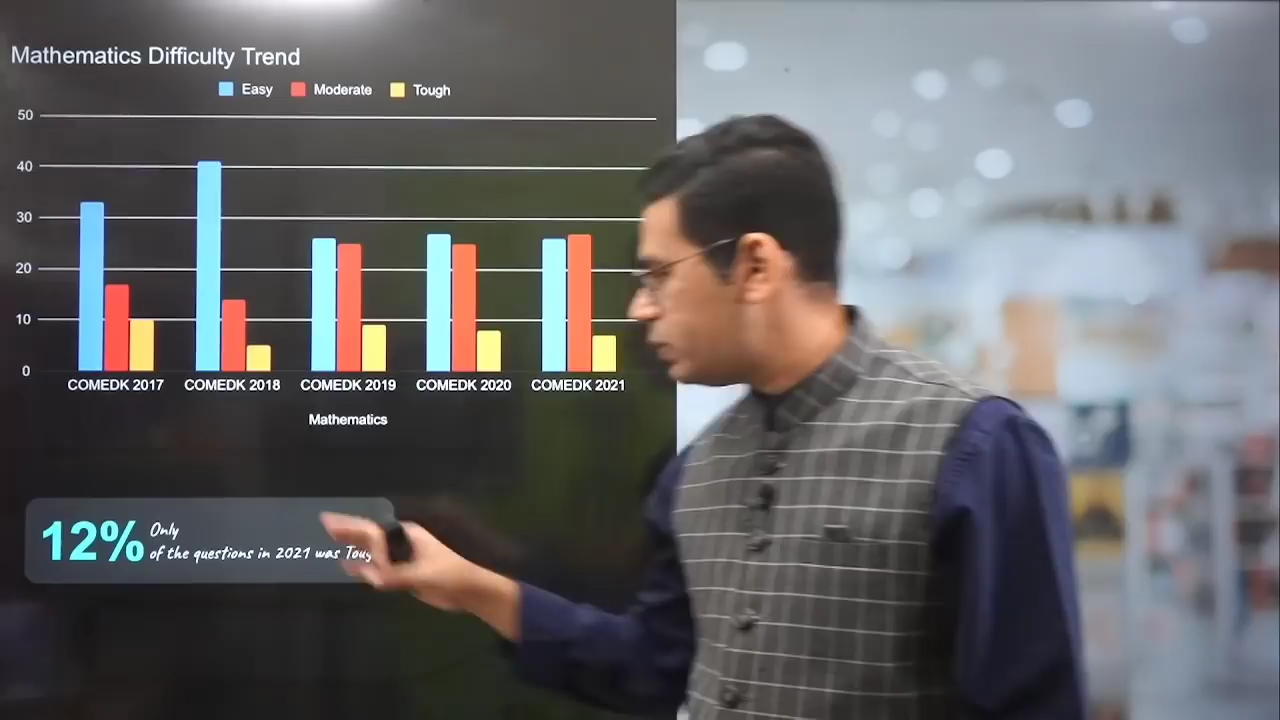 Mathematics Difficulty Trend
Easy Moderate Tough
50
40
30
20
10
0
COMEDK 2017 COMEDK 2018 COMEDK 2019 COMEDK 2020 COMEDK 2021
Mathematics
12% Only
of the questions in 2021 was